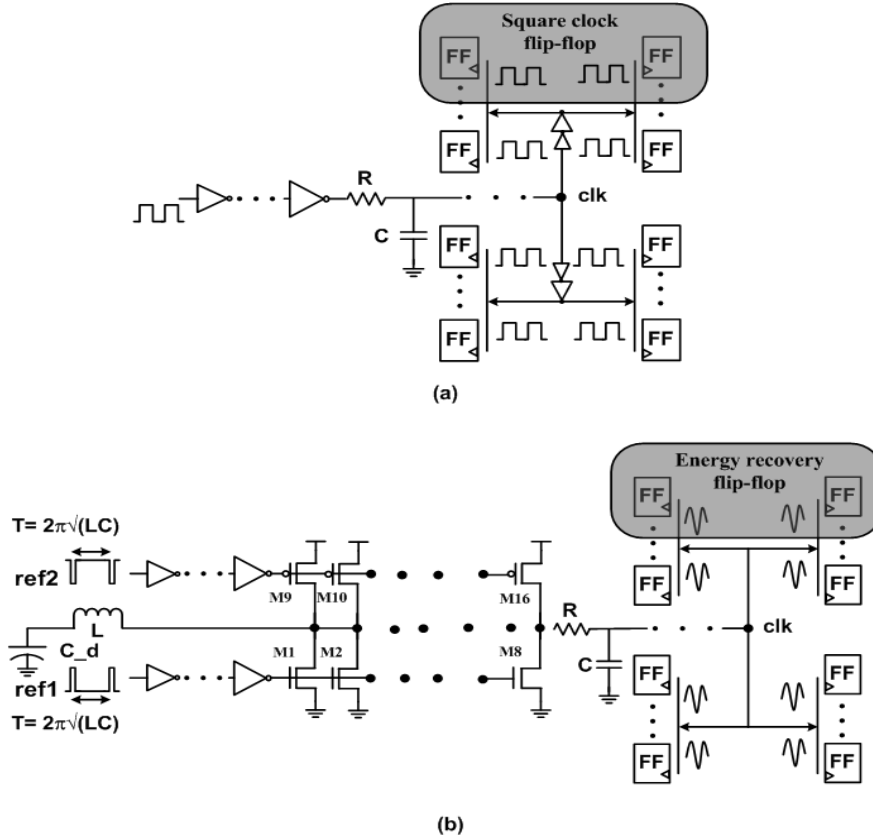 Square clock
flip-flop
FF FF
FF FF
R
clk
C
FF FF
FF FF
(a)
Energy recovery
flip-flop
FF FF
T= 2π√(LC)
ref2
M9 M10 M16
FF FF
R
clk
L
C_d
M1 M2 M8
C
ref1
T= 2π√(LC)
FF FF
FF FF
(b)